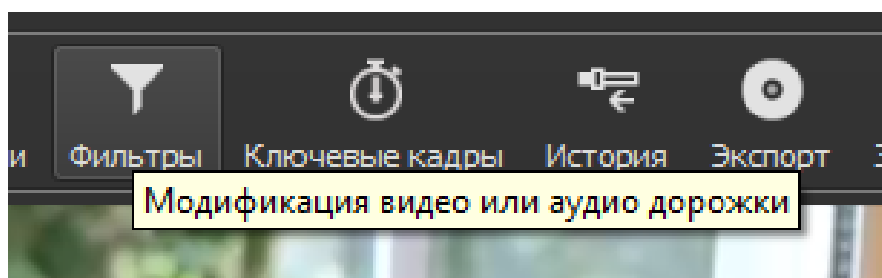 и Фильтры Ключевые кадры История Экспорт
Модификация видео или аудио дорожки